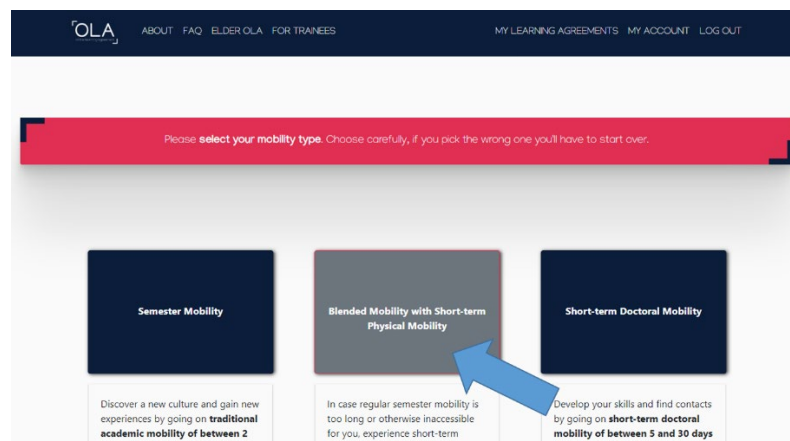 OLA
ABOUT FAQ ELDER OLA FOR TRAINEES MY LEARNING AGREEMENTS MY ACCOUNT LOG OUT
Please select your mobility type. Choose carefully, if you pick the wrong one you'll have to start over.
Semester Mobility
Blended Mobility with Short-term
Physical Mobility
Short-term Doctoral Mobility
Discover a new culture and gain new
experiences by going on traditional
academic mobility of between 2
In case regular semester mobility is
too long or otherwise inaccessible
for you, experience short-term
Develop your skills and find contacts
by going on short-term doctoral
mobility of between 5 and 30 days